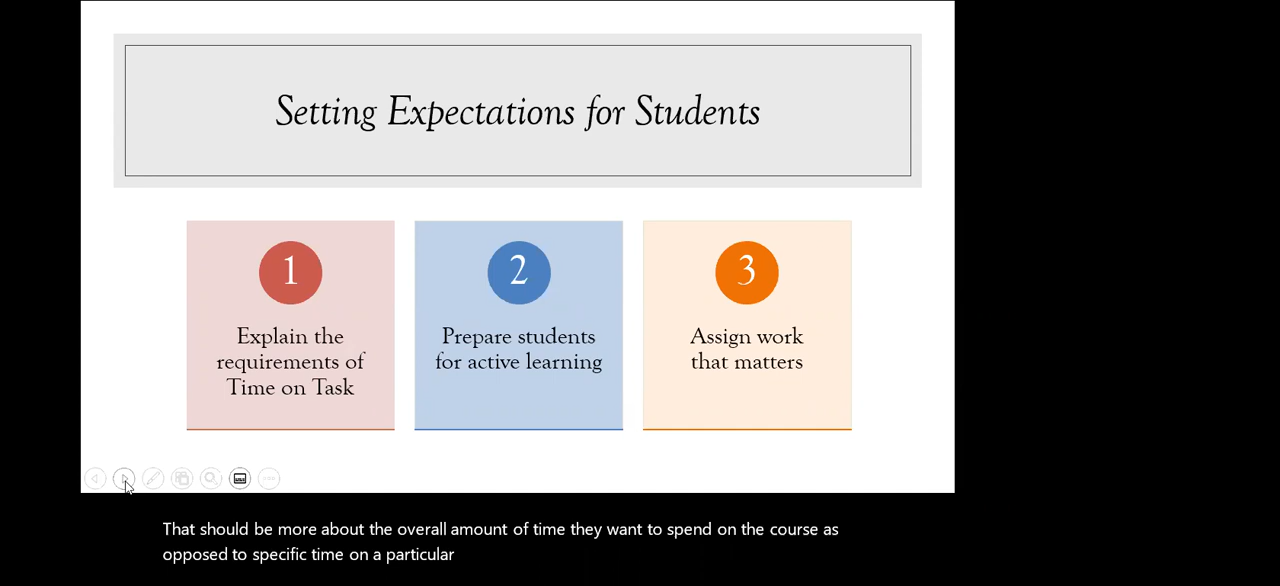 Setting Expectations for Students
1
Explain the
requirements of
Time on Task
2
Prepare students
for active learning
3
Assign work
that matters
That should be more about the overall amount of time they want to spend on the course as
opposed to specific time on a particular